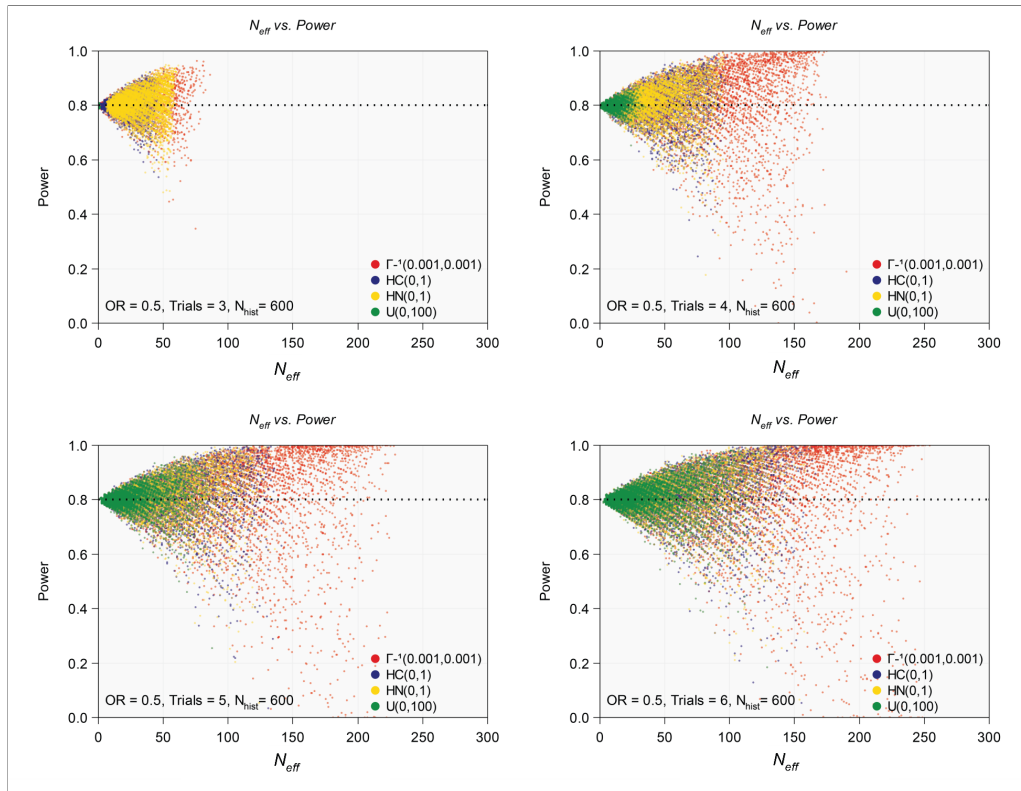 N_eff vs. Power
1.0
0.8
0.6
0.4
0.2
0.0
Power
Γ-¹(0.001,0.001)
HC(0,1)
HN(0,1)
U(0,100)
OR = 0.5, Trials = 3, N_hist= 600
0 50 100 150 200 250 300
N_eff
N_eff vs. Power
1.0
0.8
0.6
0.4
0.2
0.0
Power
Γ-¹(0.001,0.001)
HC(0,1)
HN(0,1)
U(0,100)
OR = 0.5, Trials = 4, N_hist= 600
0 50 100 150 200 250 300
N_eff
N_eff vs. Power
1.0
0.8
0.6
0.4
0.2
0.0
Power
Γ-¹(0.001,0.001)
HC(0,1)
HN(0,1)
U(0,100)
OR = 0.5, Trials = 5, N_hist= 600
0 50 100 150 200 250 300
N_eff
N_eff vs. Power
1.0
0.8
0.6
0.4
0.2
0.0
Power
Γ-¹(0.001,0.001)
HC(0,1)
HN(0,1)
U(0,100)
OR = 0.5, Trials = 6, N_hist= 600
0 50 100 150 200 250 300
N_eff